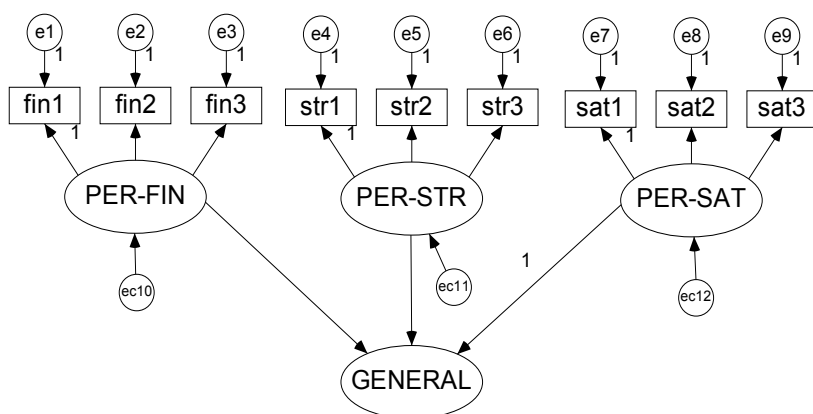 e1 e2 e3 e4 e5 e6 e7 e8 e9
1 1 1 1 1 1 1 1 1
fin1 fin2 fin3 str1 str2 str3 sat1 sat2 sat3
1 1 1
PER-FIN PER-STR PER-SAT
1
ec10 ec11 ec12
GENERAL